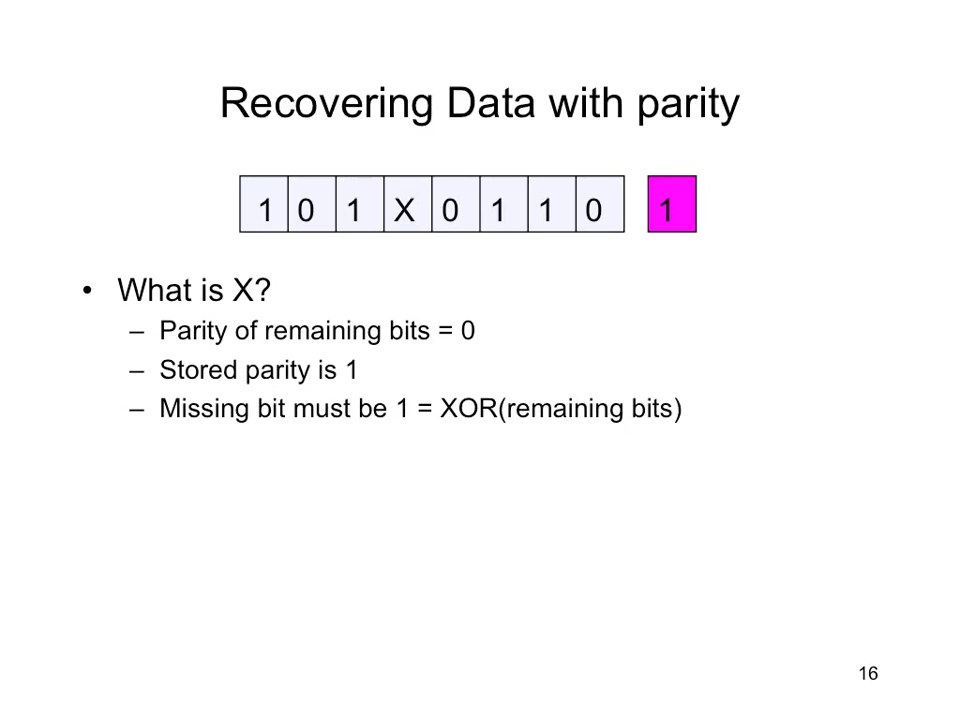 Recovering Data with parity
1 0 1 X 0 1 1 0 1
• What is X?
– Parity of remaining bits = 0
– Stored parity is 1
– Missing bit must be 1 = XOR(remaining bits)
16